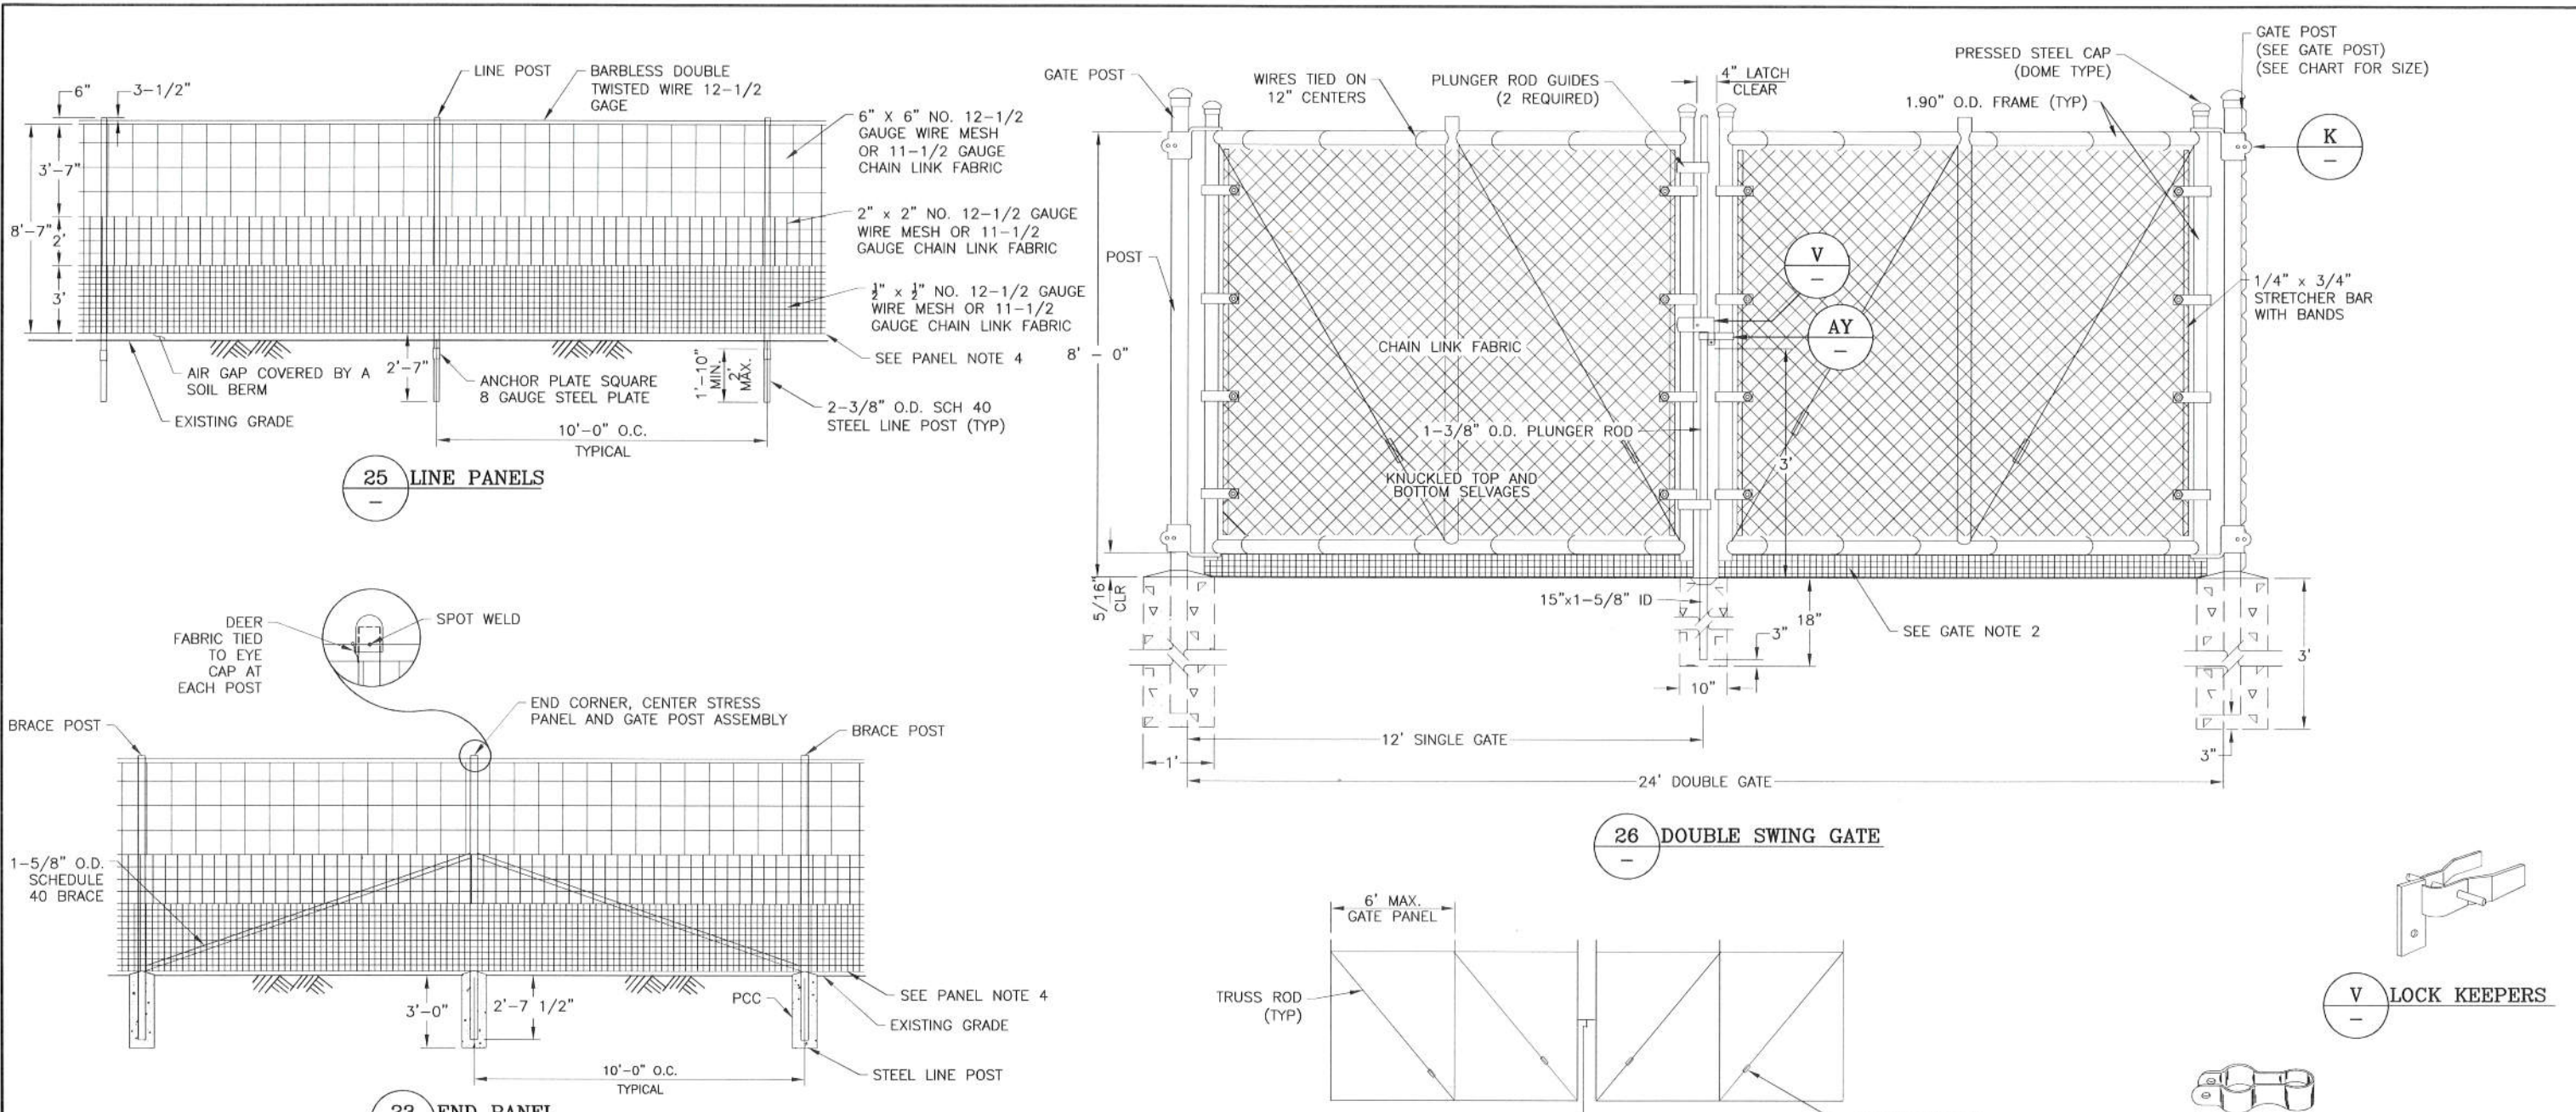 6"
3-1/2"
LINE POST
BARBLESS DOUBLE
TWISTED WIRE 12-1/2
GAGE
6" X 6" NO. 12-1/2
GAUGE WIRE MESH
OR 11-1/2 GAUGE
CHAIN LINK FABRIC
3'-7"
8'-7"
2'
3'
2" x 2" NO. 12-1/2 GAUGE
WIRE MESH OR 11-1/2
GAUGE CHAIN LINK FABRIC
½" x ½" NO. 12-1/2 GAUGE
WIRE MESH OR 11-1/2
GAUGE CHAIN LINK FABRIC
SEE PANEL NOTE 4
AIR GAP COVERED BY A
SOIL BERM
EXISTING GRADE
2'-7"
ANCHOR PLATE SQUARE
8 GAUGE STEEL PLATE
1'-10"
MIN.
2'
MAX.
2-3/8" O.D. SCH 40
STEEL LINE POST (TYP)
10'-0" O.C.
TYPICAL
25
–
LINE PANELS
GATE POST
WIRES TIED ON
12" CENTERS
PLUNGER ROD GUIDES
(2 REQUIRED)
4" LATCH
CLEAR
PRESSED STEEL CAP
(DOME TYPE)
1.90" O.D. FRAME (TYP)
GATE POST
(SEE GATE POST)
(SEE CHART FOR SIZE)
K
–
POST
V
–
AY
–
1/4" x 3/4"
STRETCHER BAR
WITH BANDS
8' - 0"
CHAIN LINK FABRIC
1-3/8" O.D. PLUNGER ROD
3'
KNUCKLED TOP AND
BOTTOM SELVAGES
5/16"
CLR
15"x1-5/8" ID
18"
3"
10"
SEE GATE NOTE 2
3'
3"
1'
12' SINGLE GATE
24' DOUBLE GATE
26
–
DOUBLE SWING GATE
DEER
FABRIC TIED
TO EYE
CAP AT
EACH POST
SPOT WELD
END CORNER, CENTER STRESS
PANEL AND GATE POST ASSEMBLY
BRACE POST
BRACE POST
1-5/8" O.D.
SCHEDULE
40 BRACE
3'-0"
2'-7 1/2"
PCC
SEE PANEL NOTE 4
EXISTING GRADE
STEEL LINE POST
10'-0" O.C.
TYPICAL
END PANEL
6' MAX.
GATE PANEL
TRUSS ROD
(TYP)
V
–
LOCK KEEPERS